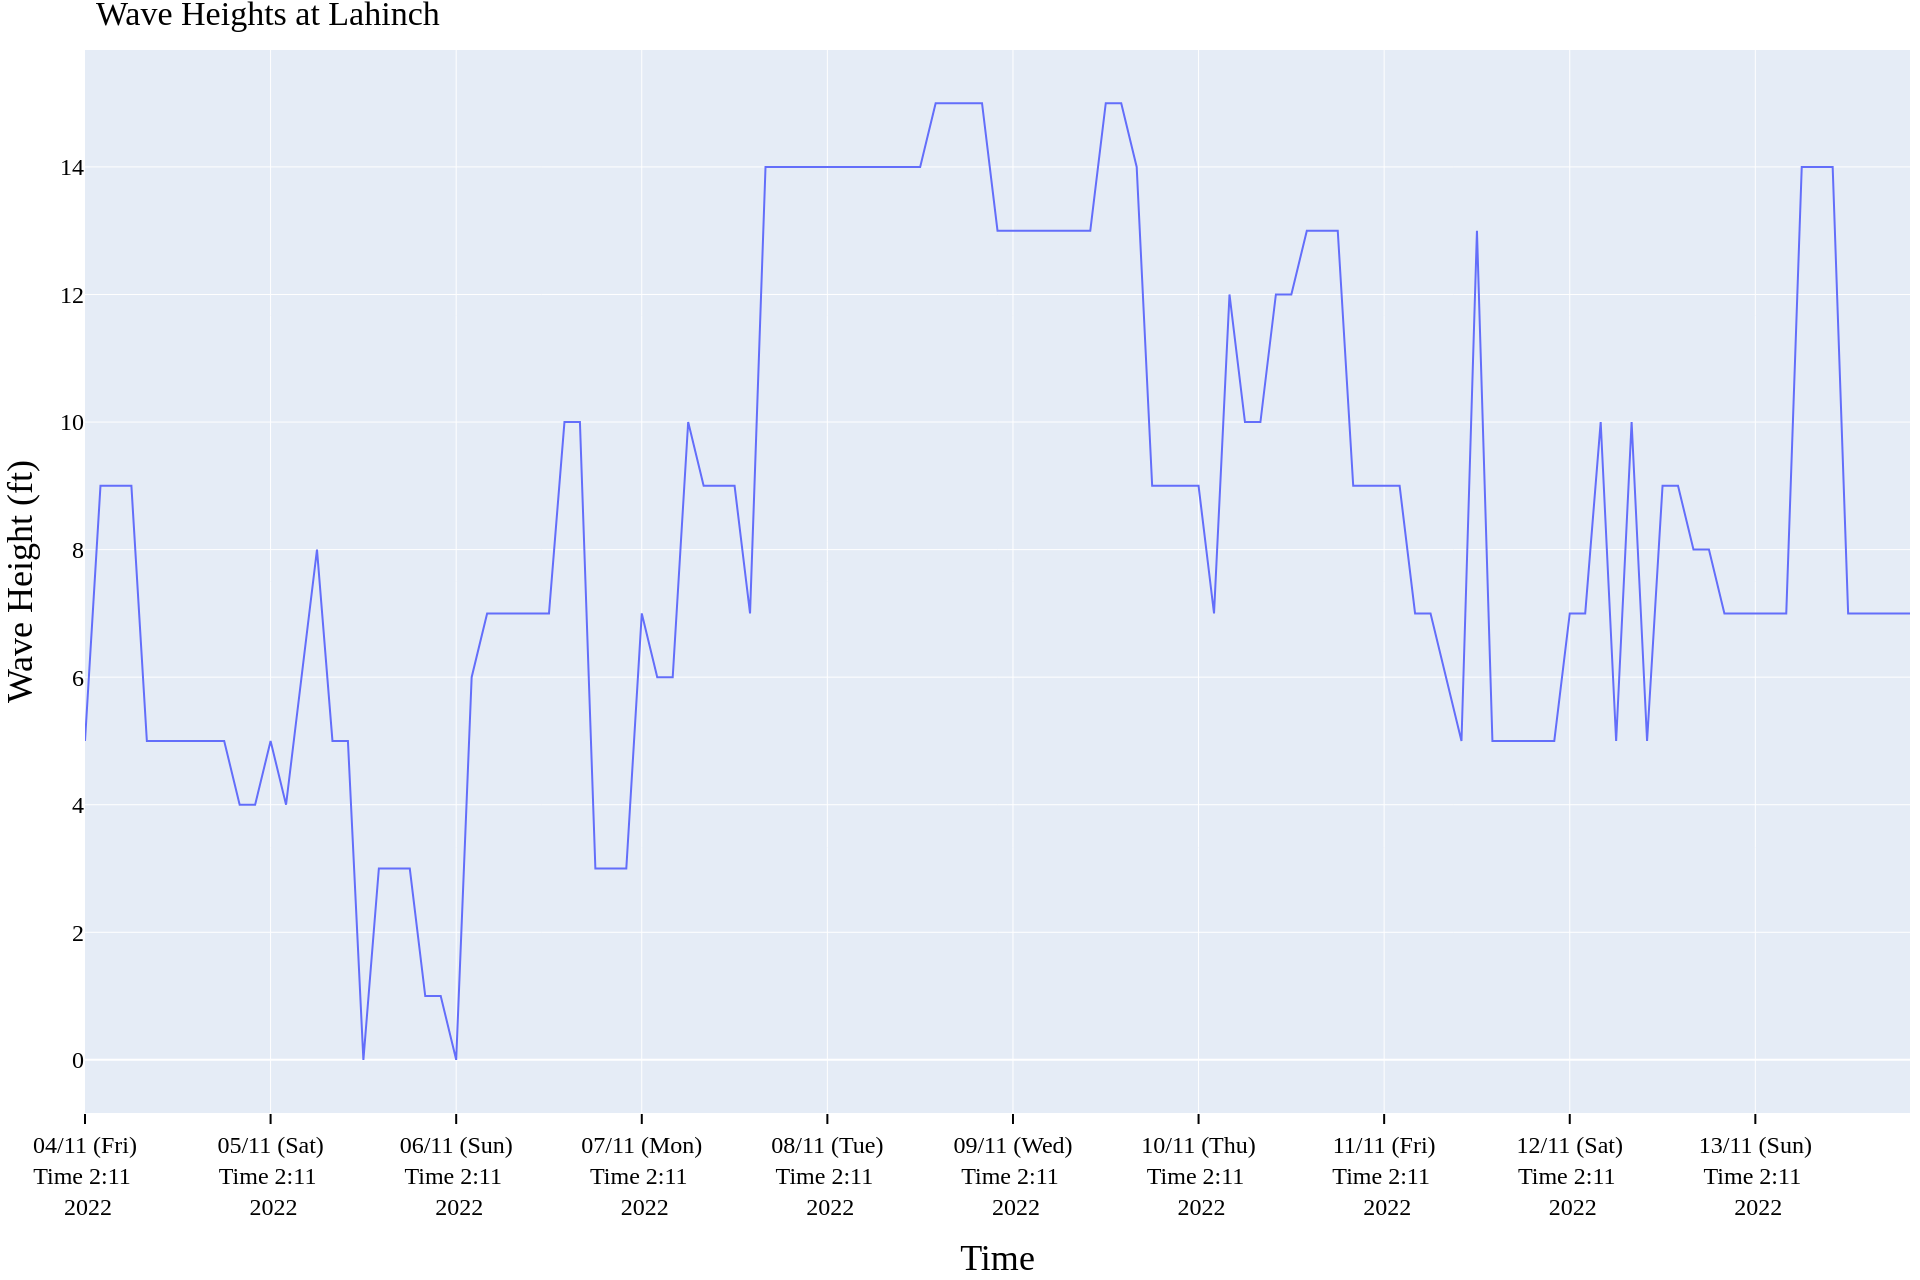 Wave Heights at Lahinch
Wave Height (ft)
14
12
10
8
6
4
2
0
04/11 (Fri)
Time 2:11
2022
05/11 (Sat)
Time 2:11
2022
06/11 (Sun)
Time 2:11
2022
07/11 (Mon)
Time 2:11
2022
08/11 (Tue)
Time 2:11
2022
09/11 (Wed)
Time 2:11
2022
10/11 (Thu)
Time 2:11
2022
11/11 (Fri)
Time 2:11
2022
12/11 (Sat)
Time 2:11
2022
13/11 (Sun)
Time 2:11
2022
Time